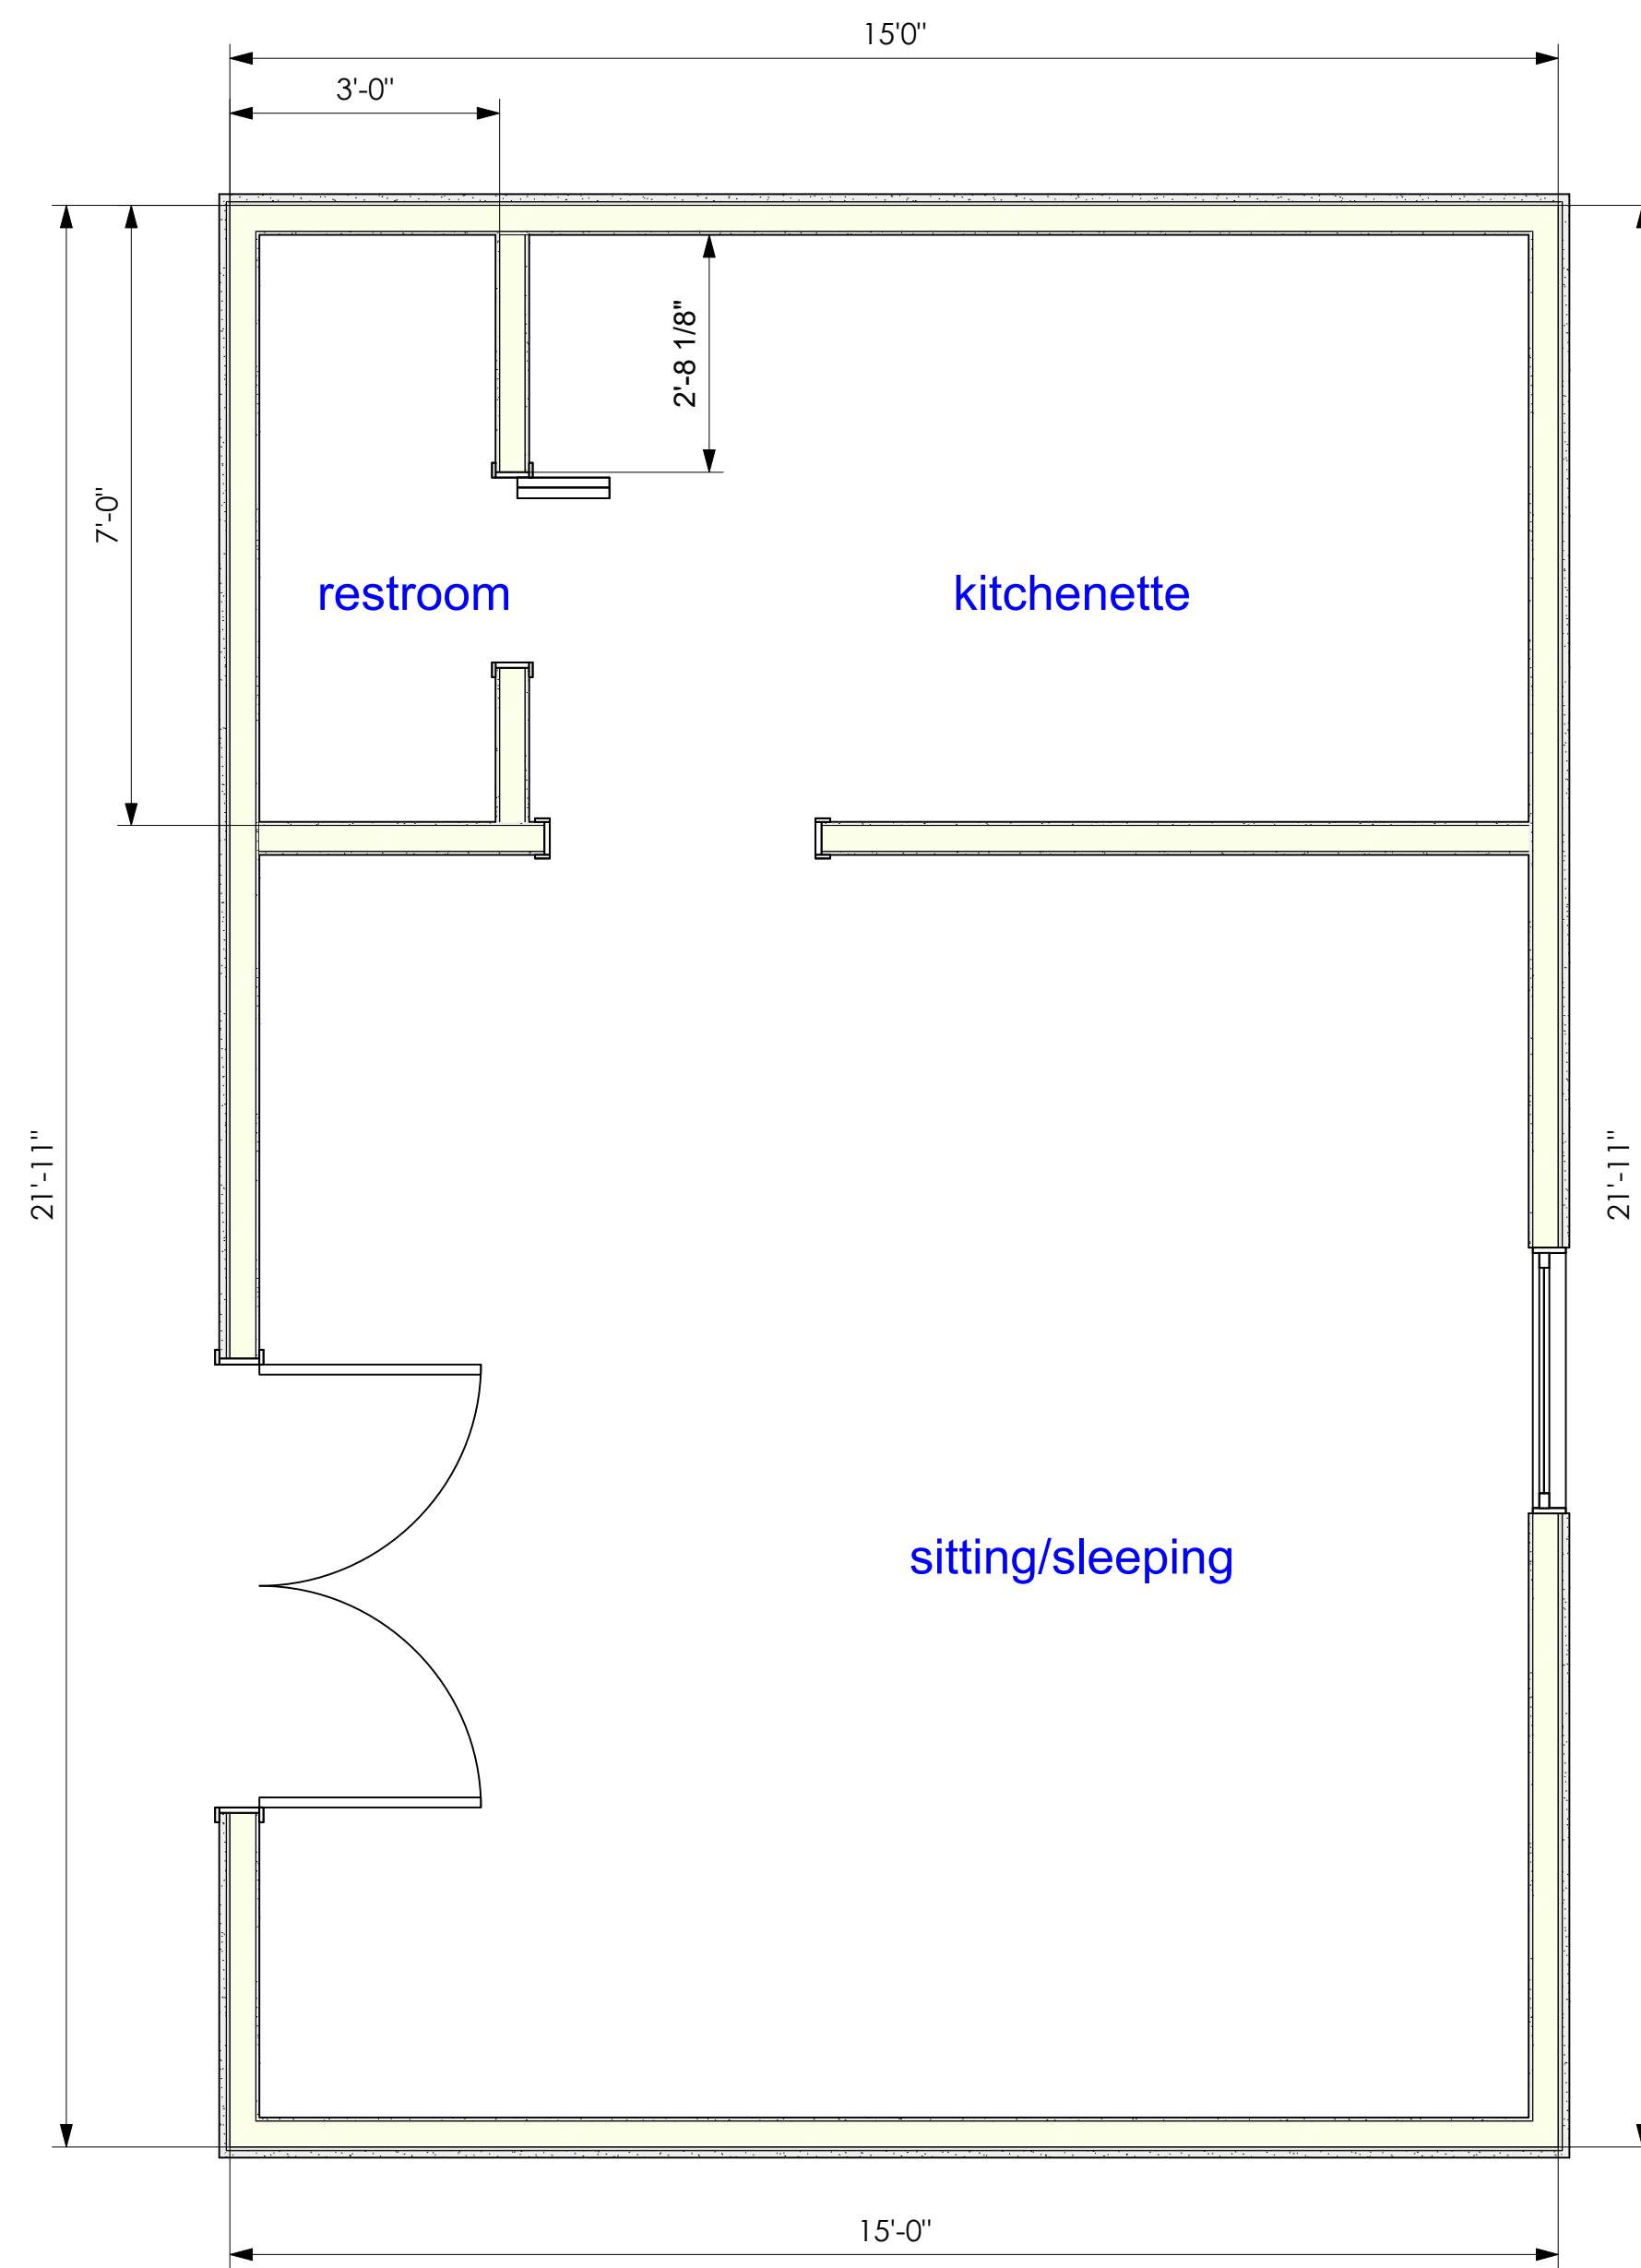 15'0"
3'-0"
2'-8 1/8"
7'-0"
restroom
kitchenette
21'-11"
21'-11"
sitting/sleeping
15'-0"